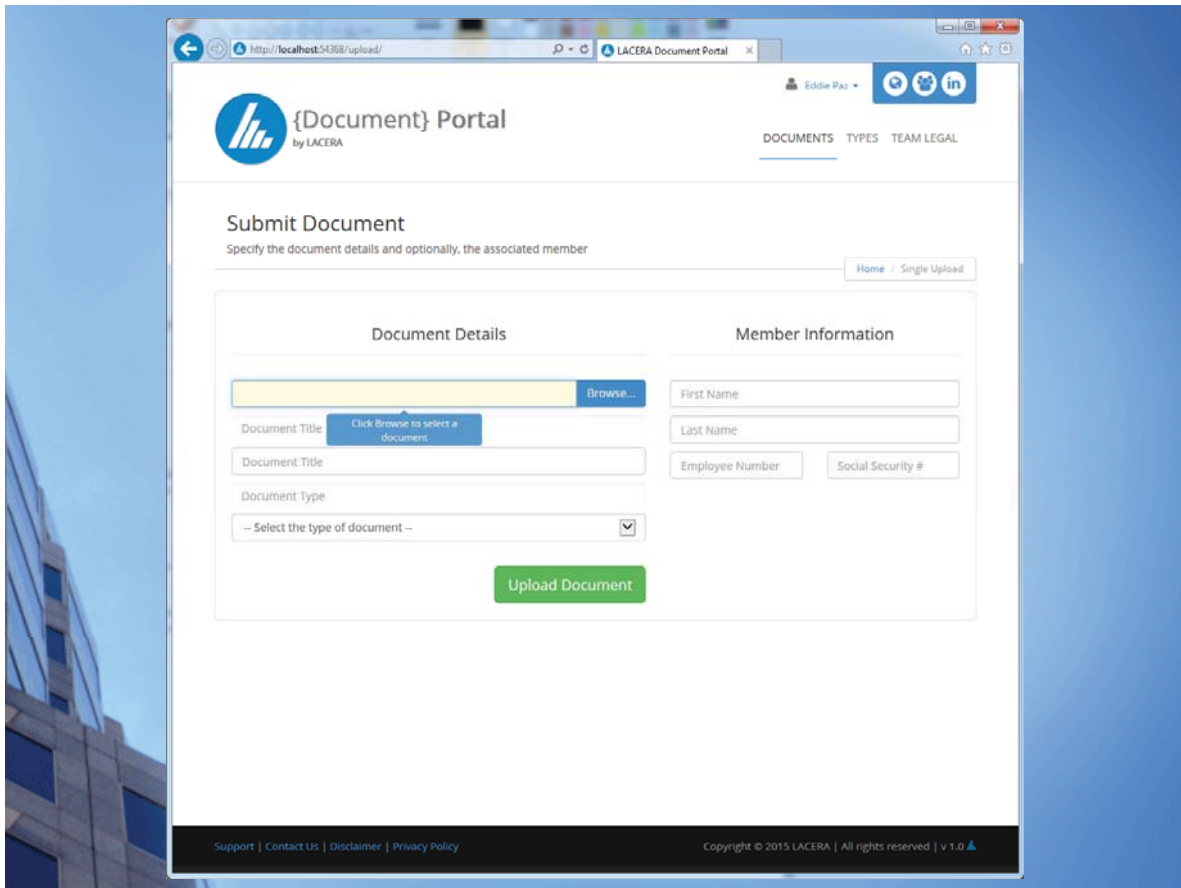 http://localhost:54368/upload/
LACERA Document Portal
Eddie Paz
{Document} Portal
by LACERA
DOCUMENTS TYPES TEAM LEGAL
Submit Document
Specify the document details and optionally, the associated member
Home / Single Upload
Document Details
Member Information
Browse...
First Name
Click Browse to select a
document
Document Title
Last Name
Document Title
Employee Number
Social Security #
Document Type
-- Select the type of document --
Upload Document
Support | Contact Us | Disclaimer | Privacy Policy
Copyright © 2015 LACERA | All rights reserved | v 1.0